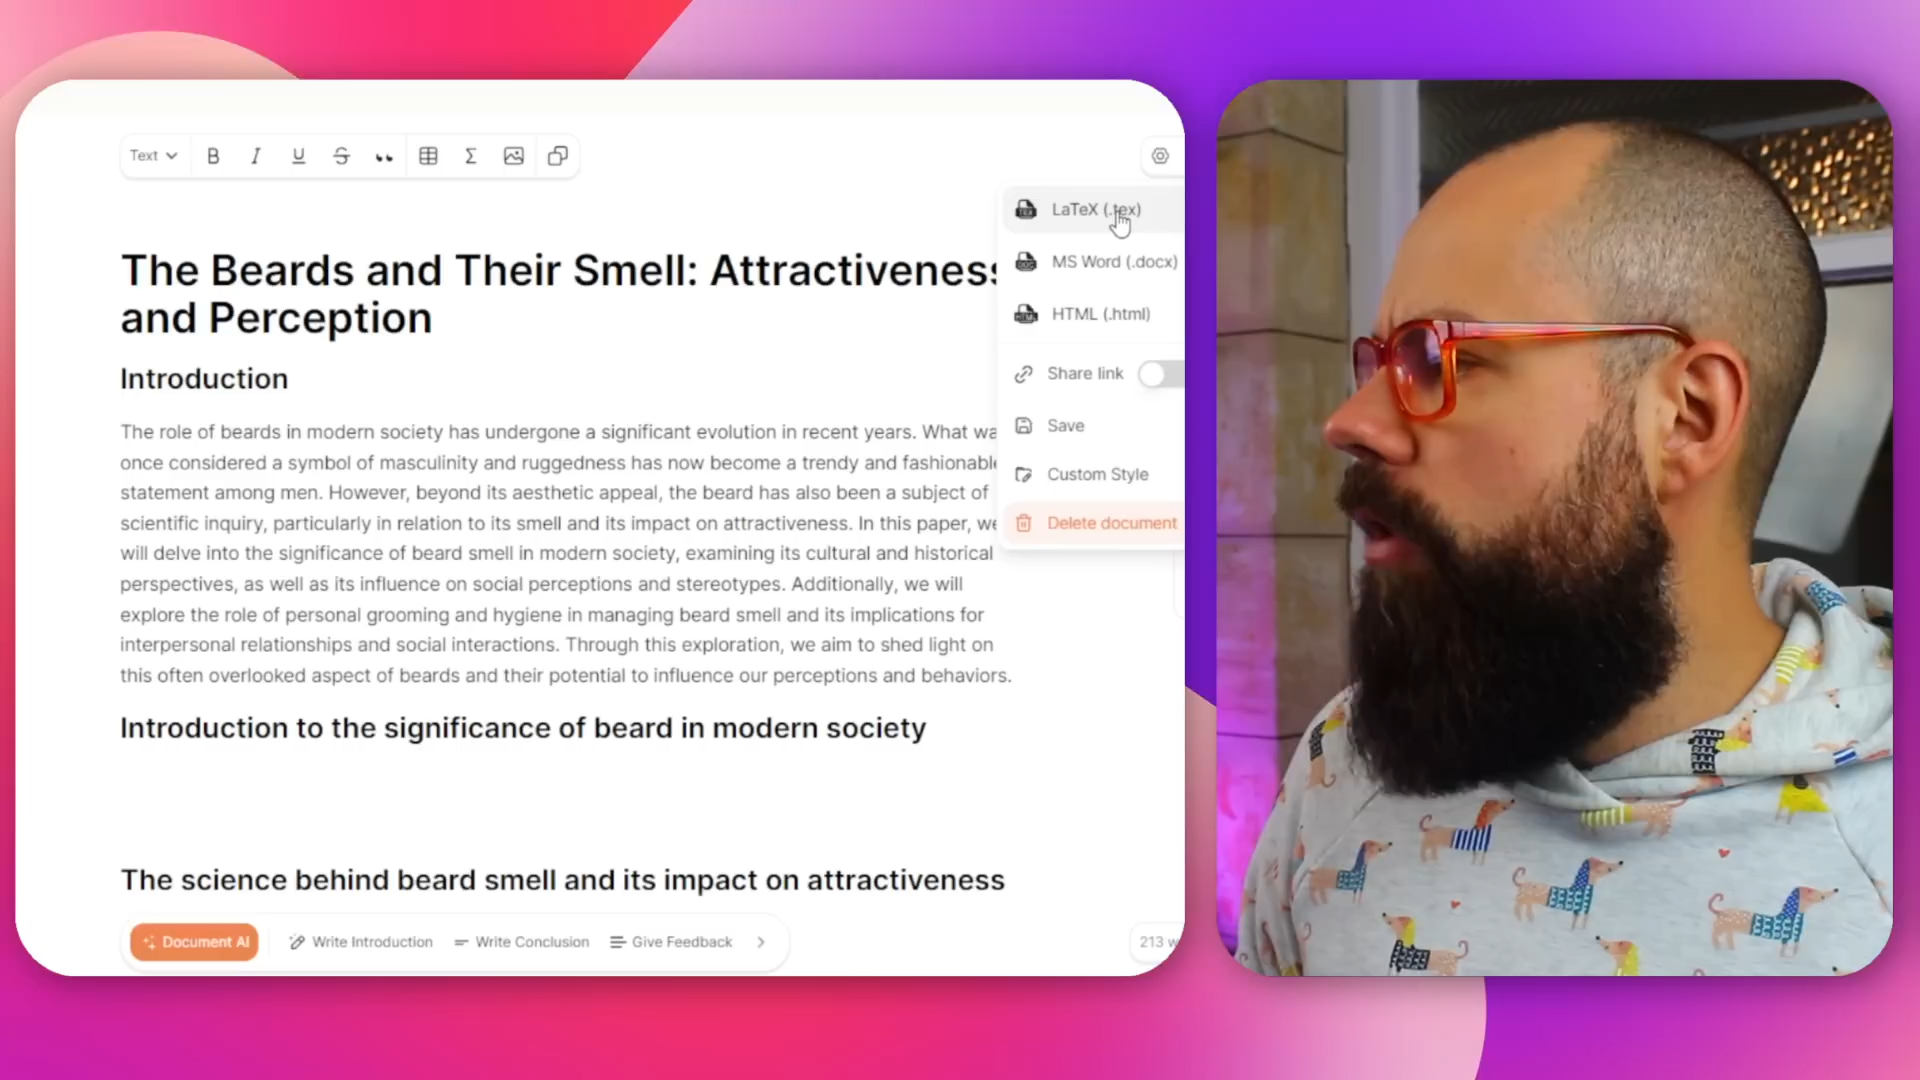 Text
LaTeX (.tex)
MS Word (.docx)
HTML (.html)
Share link
Save
Custom Style
Delete document
The Beards and Their Smell: Attractiveness
and Perception
Introduction
The role of beards in modern society has undergone a significant evolution in recent years. What wa
once considered a symbol of masculinity and ruggedness has now become a trendy and fashionable
statement among men. However, beyond its aesthetic appeal, the beard has also been a subject of
scientific inquiry, particularly in relation to its smell and its impact on attractiveness. In this paper, we
will delve into the significance of beard smell in modern society, examining its cultural and historical
perspectives, as well as its influence on social perceptions and stereotypes. Additionally, we will
explore the role of personal grooming and hygiene in managing beard smell and its implications for
interpersonal relationships and social interactions. Through this exploration, we aim to shed light on
this often overlooked aspect of beards and their potential to influence our perceptions and behaviors.
Introduction to the significance of beard in modern society
The science behind beard smell and its impact on attractiveness
Document AI Write Introduction Write Conclusion Give Feedback
213 w